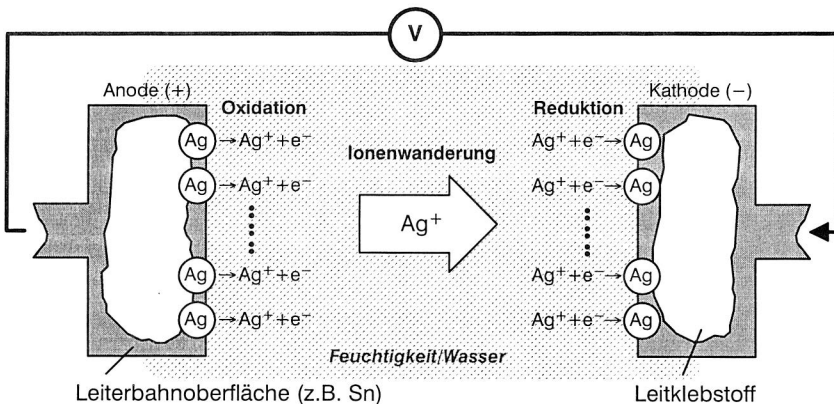 V
Anode (+)
Kathode (−)
Oxidation
Reduktion
Ag → Ag⁺+e⁻
Ag⁺+e⁻ → Ag
Ionenwanderung
Ag → Ag⁺+e⁻
Ag⁺+e⁻ → Ag
Ag⁺
Ag → Ag⁺+e⁻
Ag⁺+e⁻ → Ag
Ag → Ag⁺+e⁻
Ag⁺+e⁻ → Ag
Feuchtigkeit/Wasser
Leiterbahnoberfläche (z.B. Sn)
Leitklebstoff